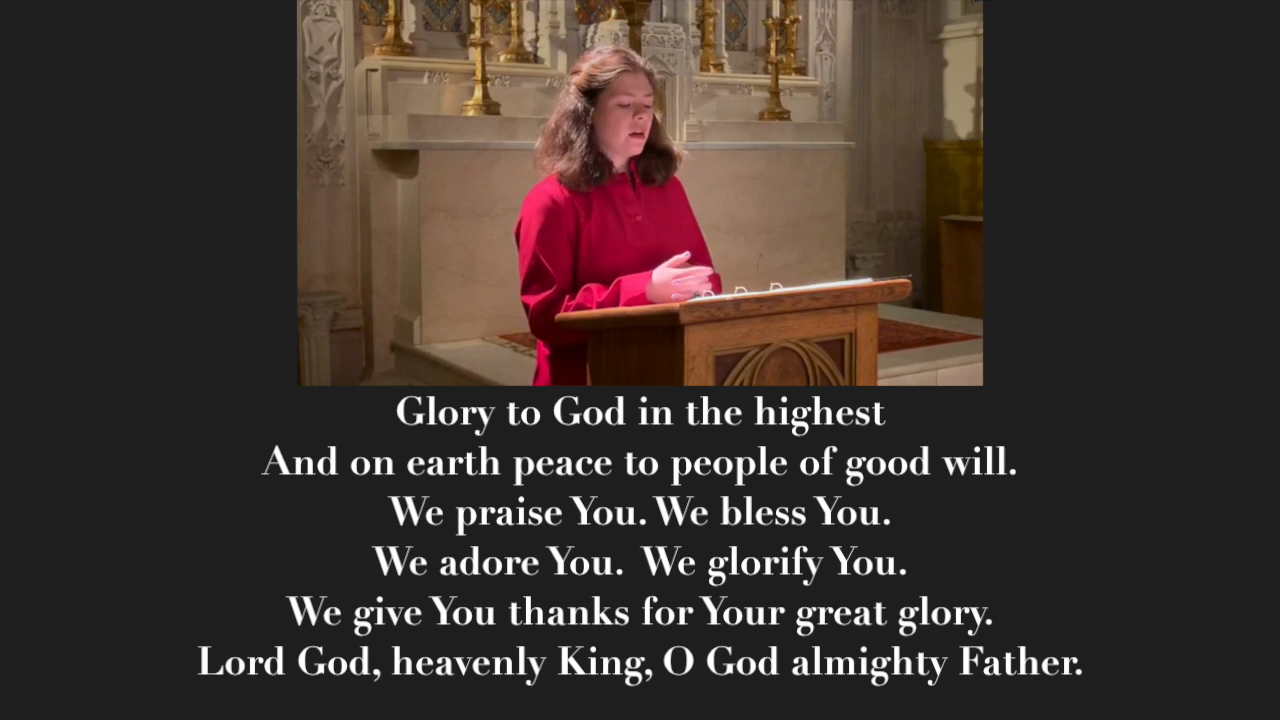 Glory to God in the highest
And on earth peace to people of good will.
We praise You. We bless You.
We adore You.  We glorify You.
We give You thanks for Your great glory.
Lord God, heavenly King, O God almighty Father.